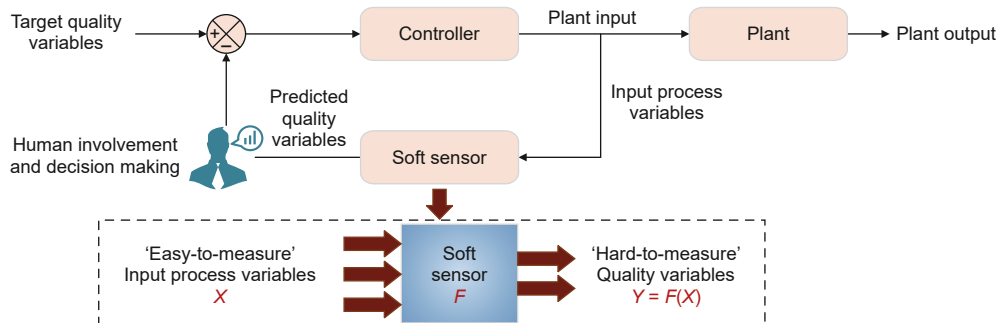 Target quality
variables
+
−
Controller
Plant input
Plant
Plant output
Input process
variables
Predicted
quality
variables
Human involvement
and decision making
Soft sensor
‘Easy-to-measure’
Input process variables
X
Soft
sensor
F
‘Hard-to-measure’
Quality variables
Y = F(X)